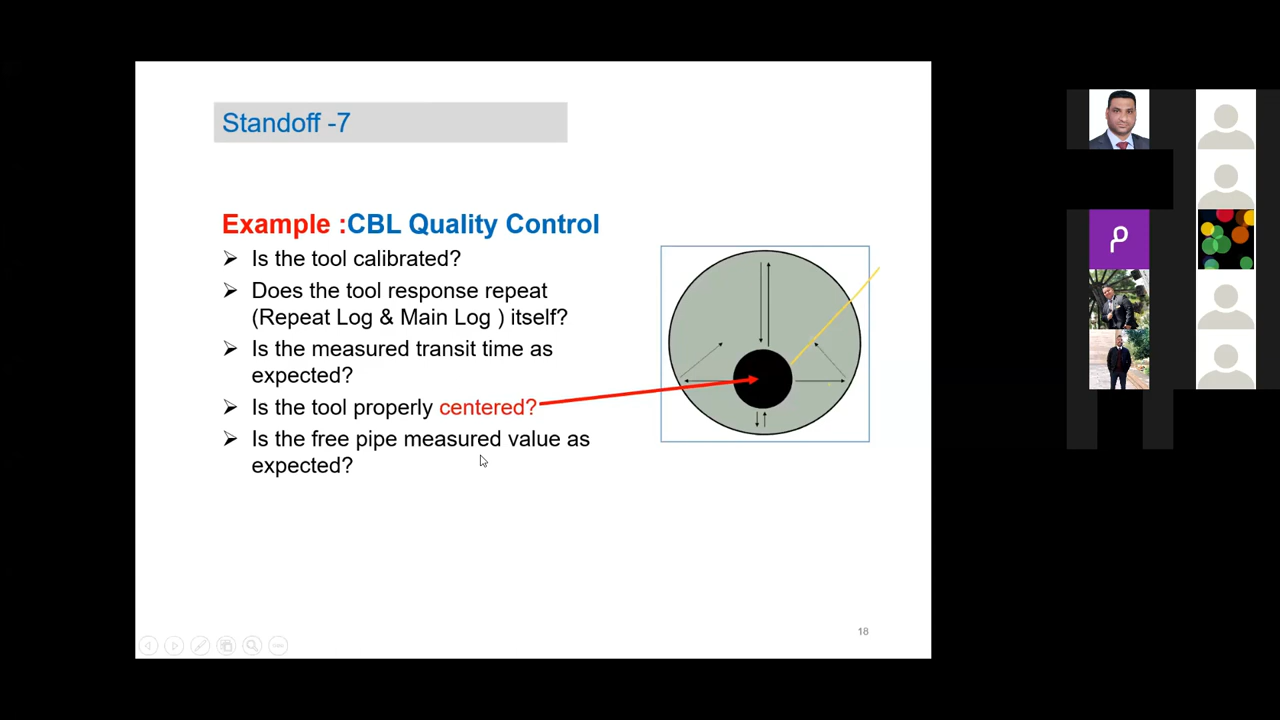 Standoff -7
Example :CBL Quality Control
Is the tool calibrated?
Does the tool response repeat
(Repeat Log & Main Log ) itself?
Is the measured transit time as
expected?
Is the tool properly centered?
Is the free pipe measured value as
expected?
18
م